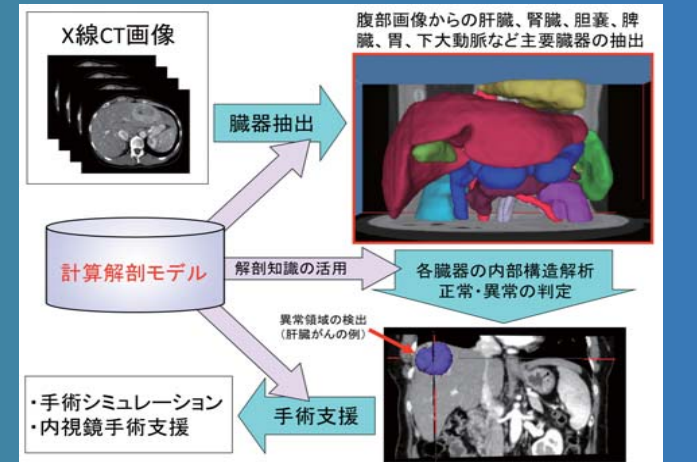 X線CT画像
腹部画像からの肝臓、腎臓、胆嚢、脾
臓、胃、下大動脈など主要臓器の抽出
臓器抽出
計算解剖モデル
解剖知識の活用
各臓器の内部構造解析
正常・異常の判定
異常領域の検出
（肝臓がんの例）
・手術シミュレーション
・内視鏡手術支援
手術支援